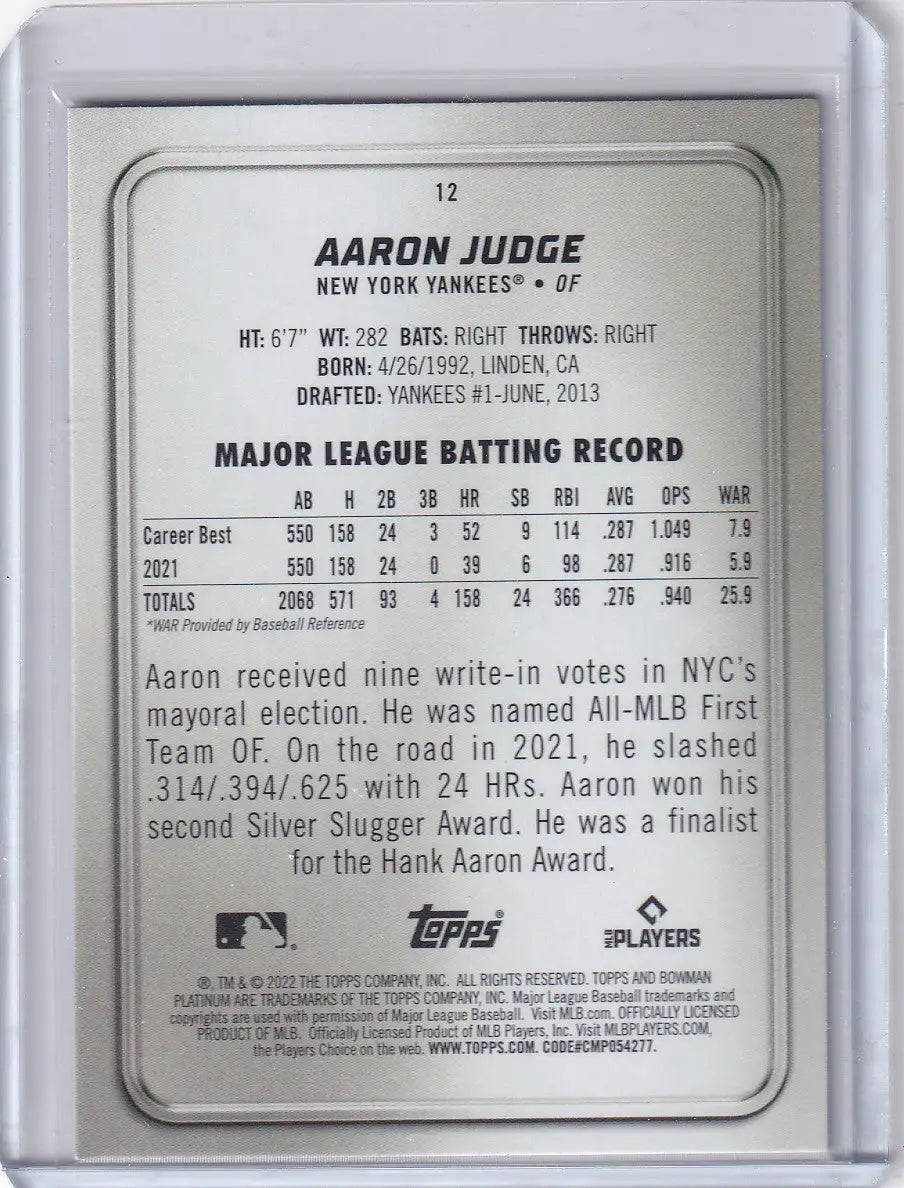 12
AARON JUDGE
NEW YORK YANKEES® • OF
HT: 6'7" WT: 282 BATS: RIGHT THROWS: RIGHT
BORN: 4/26/1992, LINDEN, CA
DRAFTED: YANKEES #1-JUNE, 2013
MAJOR LEAGUE BATTING RECORD
AB H 2B 3B HR SB RBI AVG OPS WAR
Career Best 550 158 24 3 52 9 114 .287 1.049 7.9
2021 550 158 24 0 39 6 98 .287 .916 5.9
TOTALS 2068 571 93 4 158 24 366 .276 .940 25.9
*WAR Provided by Baseball Reference
Aaron received nine write-in votes in NYC's
mayoral election. He was named All-MLB First
Team OF. On the road in 2021, he slashed
.314/.394/.625 with 24 HRs. Aaron won his
second Silver Slugger Award. He was a finalist
for the Hank Aaron Award.
Topps® MLB PLAYERS
®, TM & © 2022 THE TOPPS COMPANY, INC. ALL RIGHTS RESERVED. TOPPS AND BOWMAN
PLATINUM ARE TRADEMARKS OF THE TOPPS COMPANY, INC. Major League Baseball trademarks and
copyrights are used with permission of Major League Baseball. Visit MLB.com. OFFICIALLY LICENSED
PRODUCT OF MLB. Officially Licensed Product of MLB Players, Inc. Visit MLBPLAYERS.COM,
the Players Choice on the web. WWW.TOPPS.COM. CODE#CMP054277.